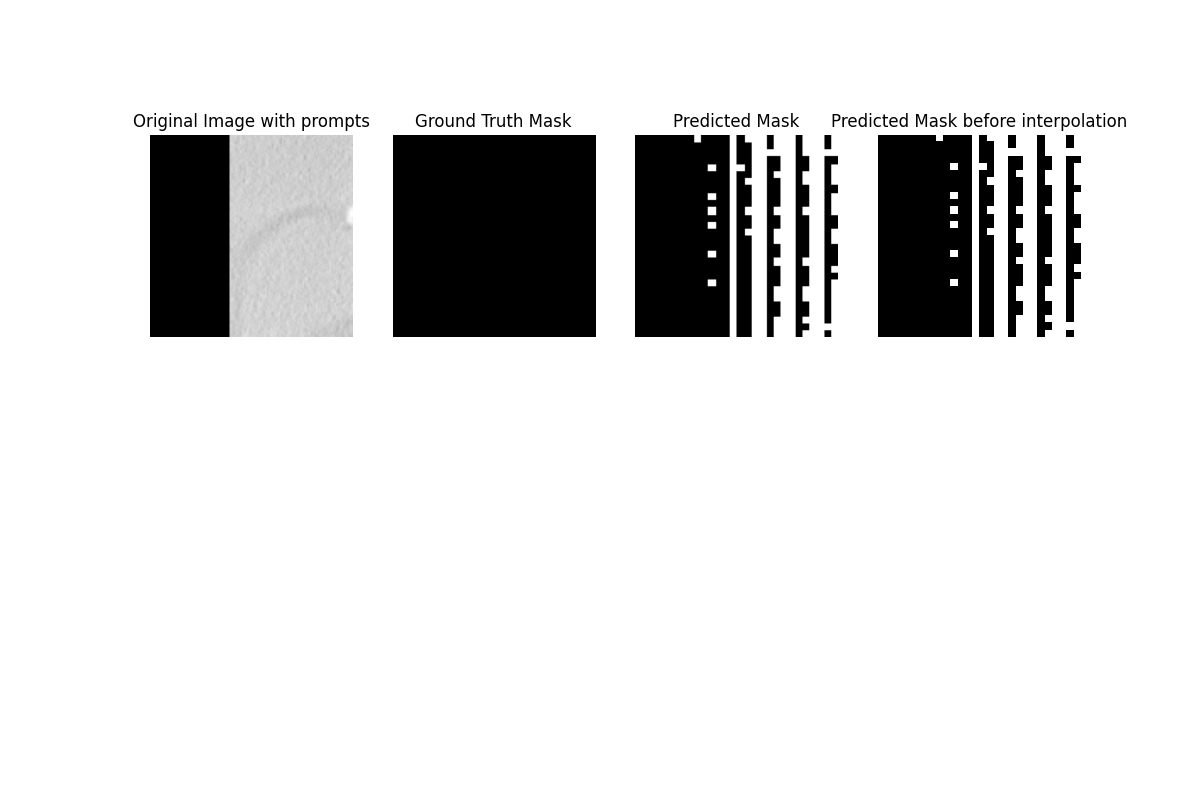 Original Image with prompts
Ground Truth Mask
Predicted Mask
Predicted Mask before interpolation